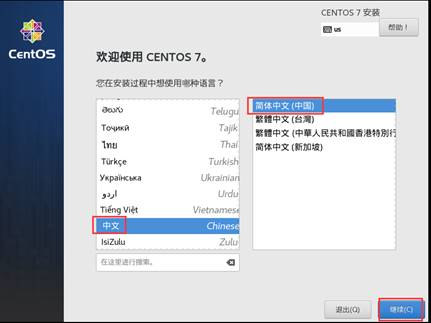 CENTOS 7 安装
us
帮助！
CentOS
欢迎使用 CENTOS 7。
您在安装过程中想使用哪种语言？
తెలుగు Telugu
Тоҷикӣ Tajik
ไทย Thai
Türkçe Turkish
Українська Ukrainian
اردو Urdu
Tiếng Việt Vietnamese
中文 Chinese
IsiZulu Zulu
简体中文 (中国)
繁體中文 (台灣)
繁體中文 (中華人民共和國香港特別行
简体中文 (新加坡)
在这里进行搜索。
退出(Q)
继续(C)